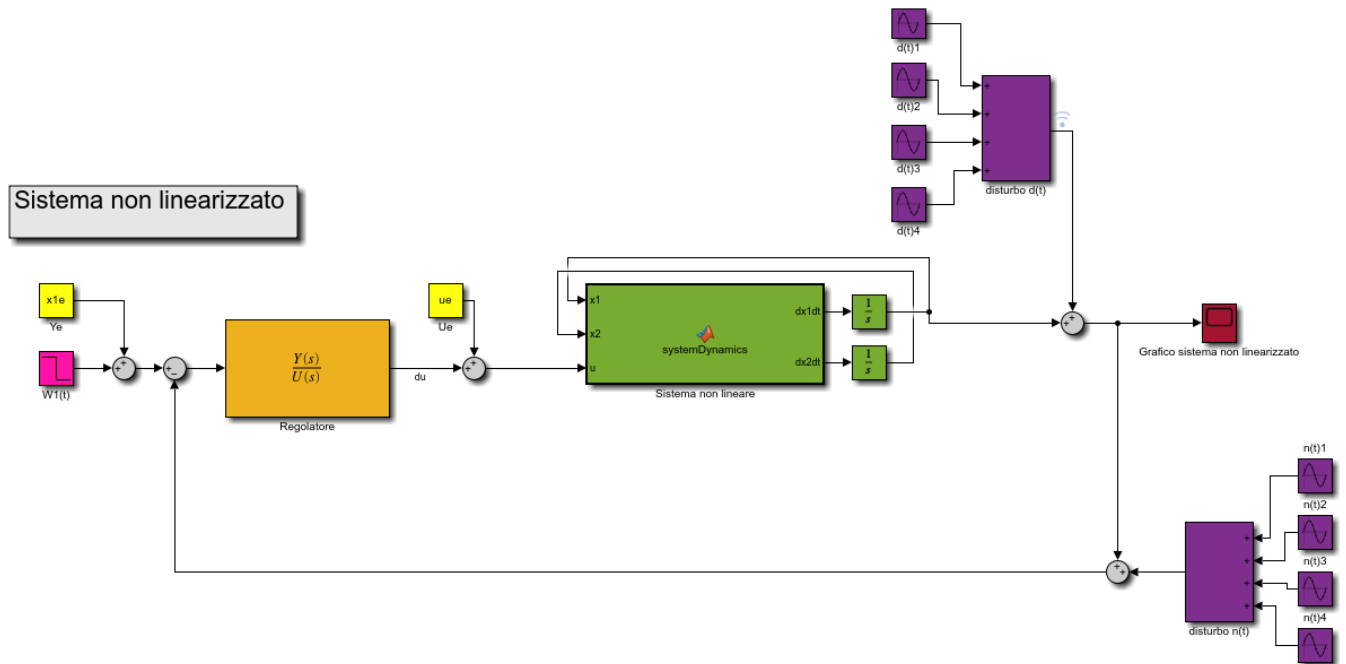 d(t)1
d(t)2
d(t)3
d(t)4
+
+
+
+
disturbo d(t)
Sistema non linearizzato
x1e
Ye
W1(t)
+
+
+
−
Y(s)
U(s)
Regolatore
du
ue
Ue
+
+
x1
x2
u
systemDynamics
dx1dt
dx2dt
Sistema non lineare
1
s
1
s
+
+
Grafico sistema non linearizzato
n(t)1
n(t)2
n(t)3
n(t)4
+
+
+
+
+
+
disturbo n(t)